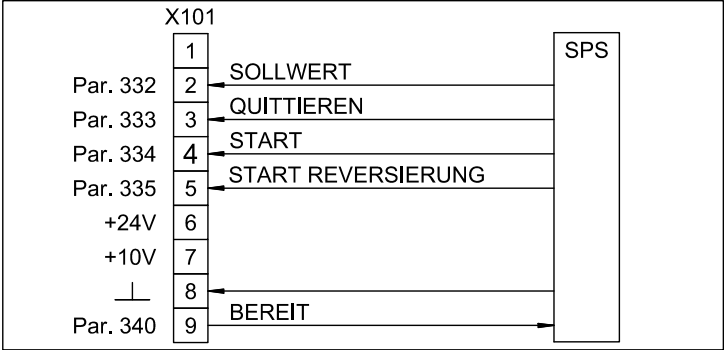 X101
1 SPS
Par. 332 2 SOLLWERT
Par. 333 3 QUITTIEREN
Par. 334 4 START
Par. 335 5 START REVERSIERUNG
+24V 6
+10V 7
8
Par. 340 9 BEREIT